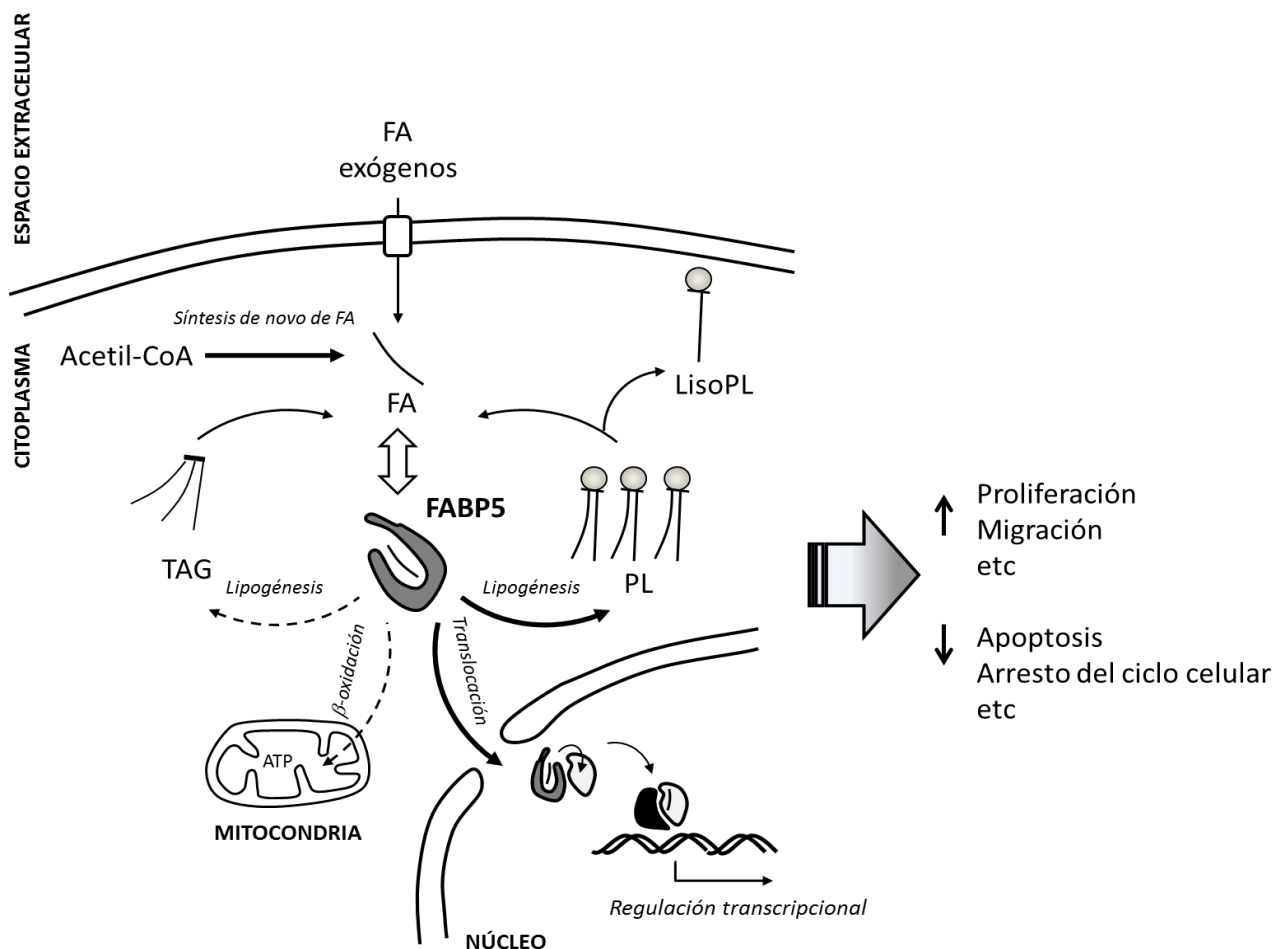 ESPACIO EXTRACELULAR
FA
exógenos
CITOPLASMA
Síntesis de novo de FA
Acetil-CoA
FA
LisoPL
FABP5
TAG
Lipogénesis
Lipogénesis
PL
β-oxidación
Translocación
ATP
MITOCONDRIA
NÚCLEO
Regulación transcripcional
Proliferación
Migración
etc
Apoptosis
Arresto del ciclo celular
etc